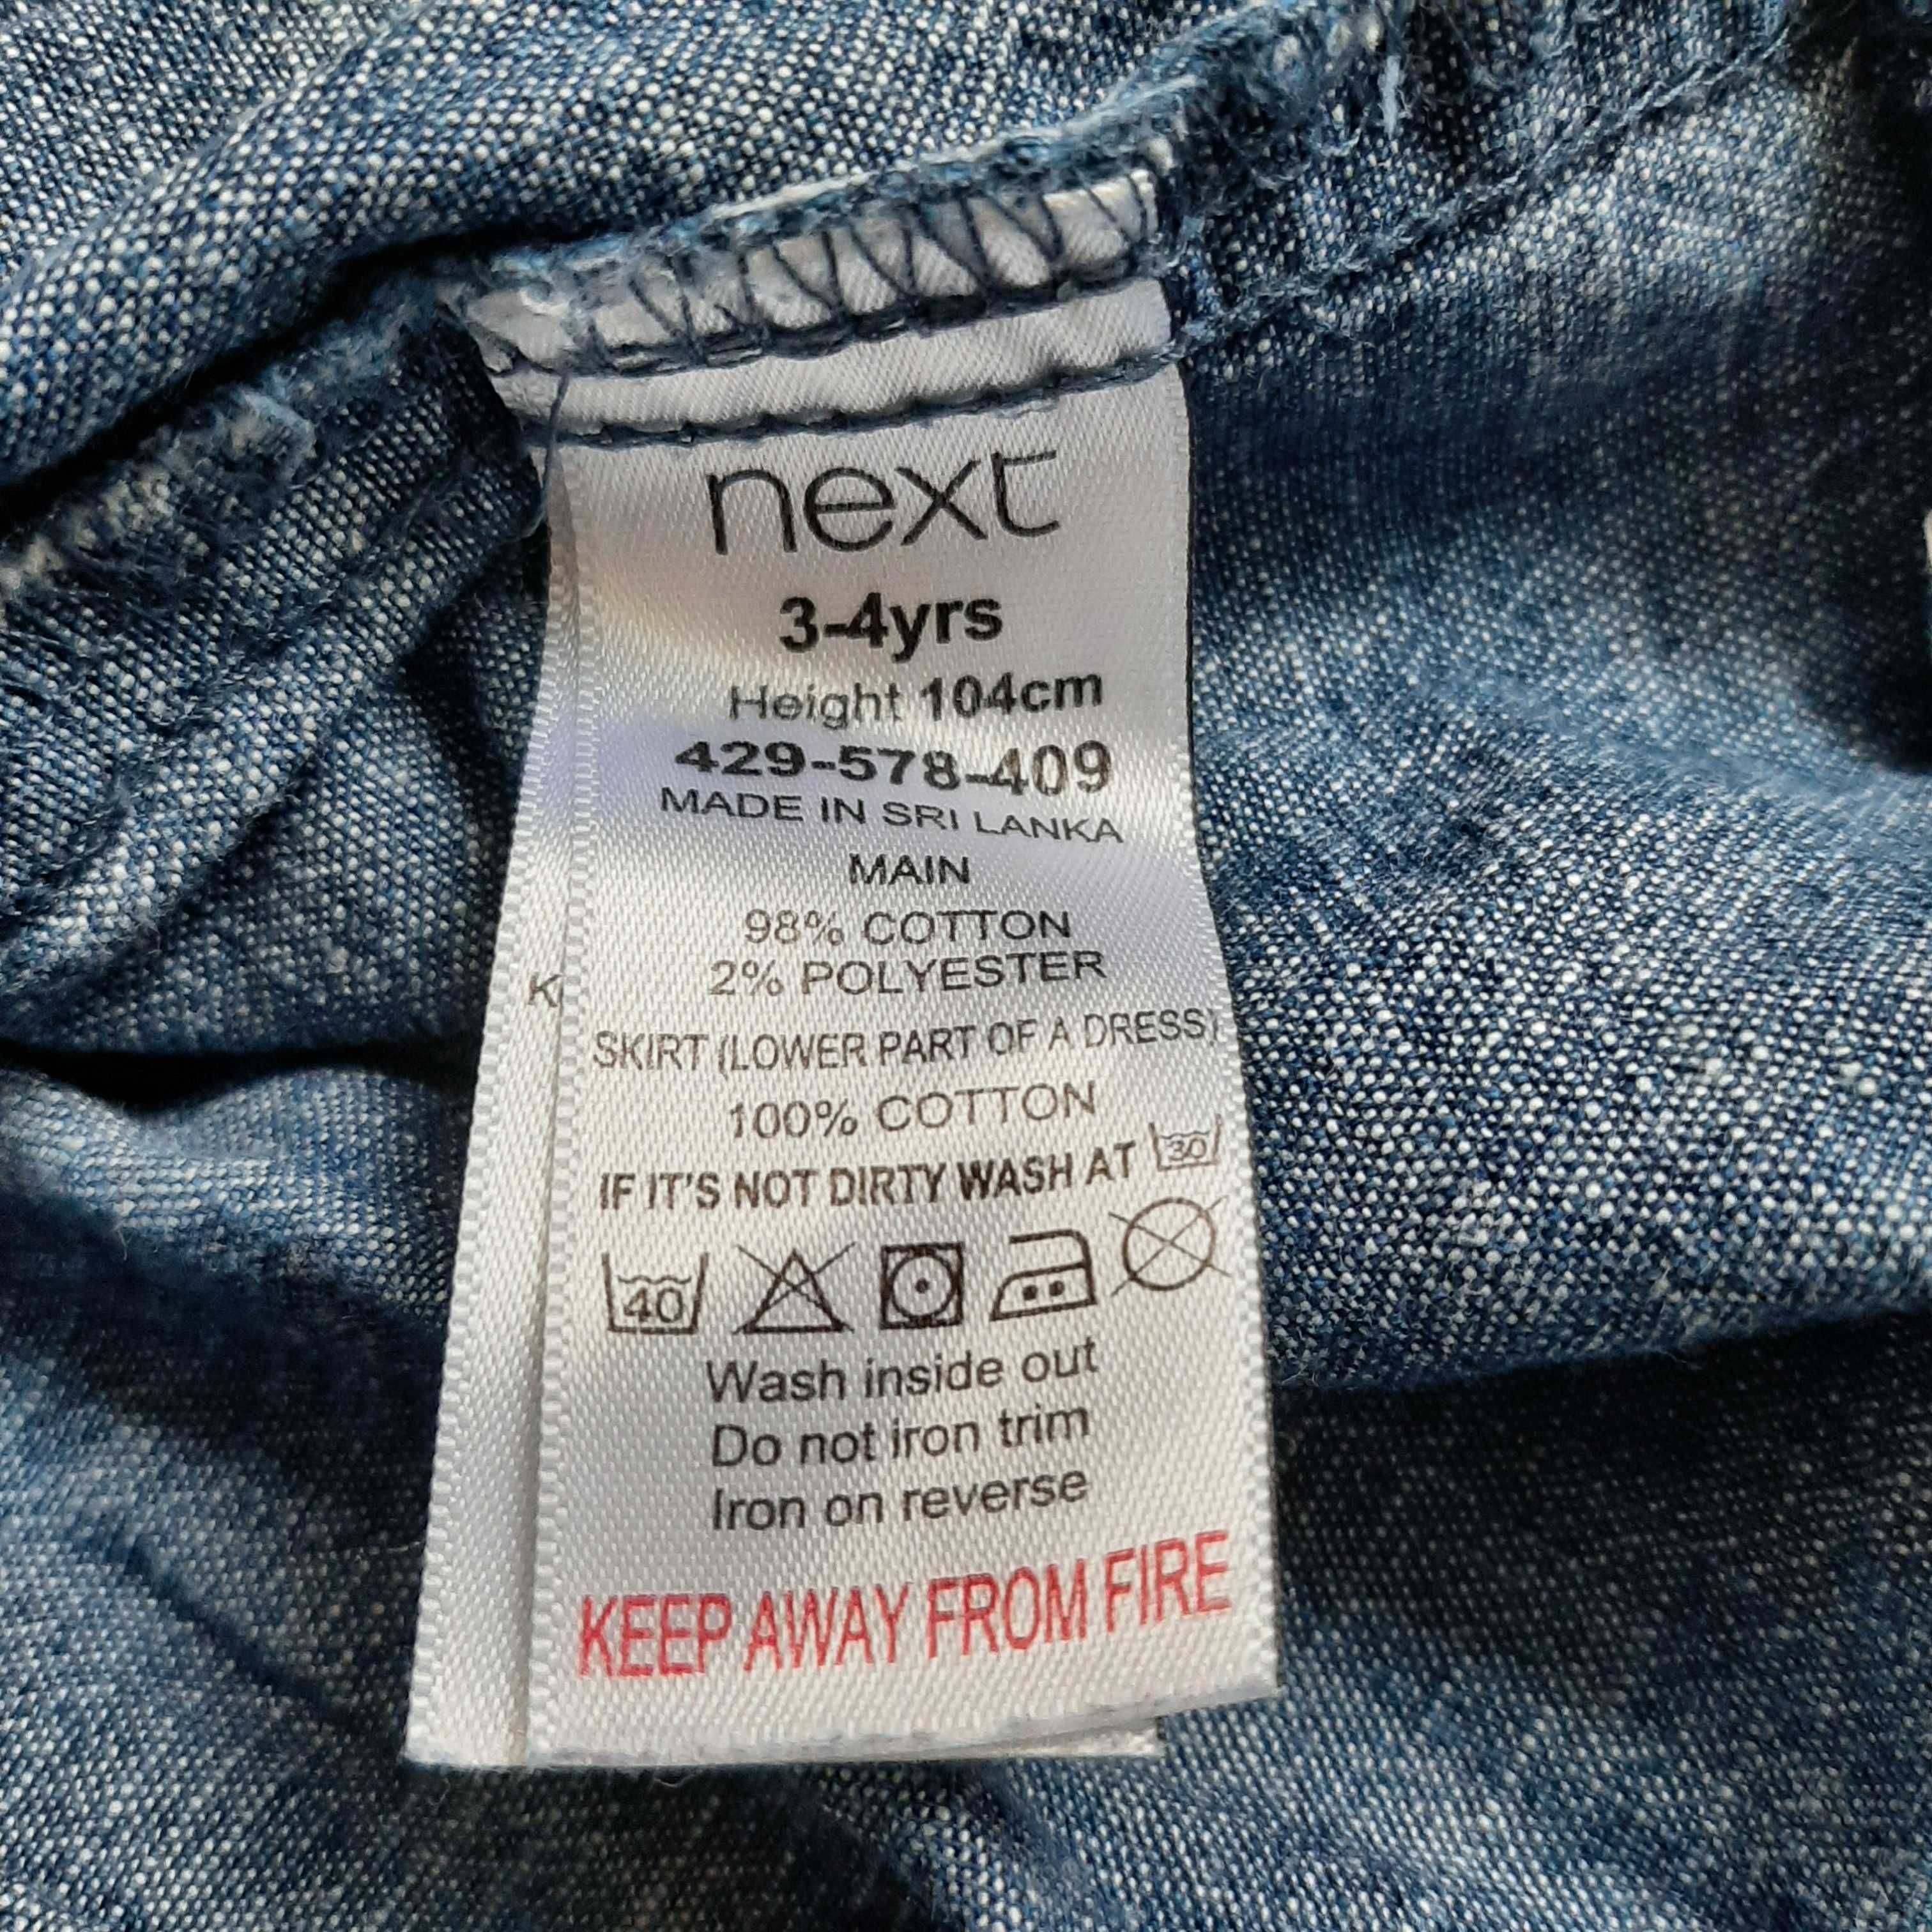 next
3-4yrs
Height 104cm
429-578-409
MADE IN SRI LANKA
MAIN
98% COTTON
2% POLYESTER
K
SKIRT (LOWER PART OF A DRESS)
100% COTTON
IF IT'S NOT DIRTY WASH AT 30
40
Wash inside out
Do not iron trim
Iron on reverse
KEEP AWAY FROM FIRE